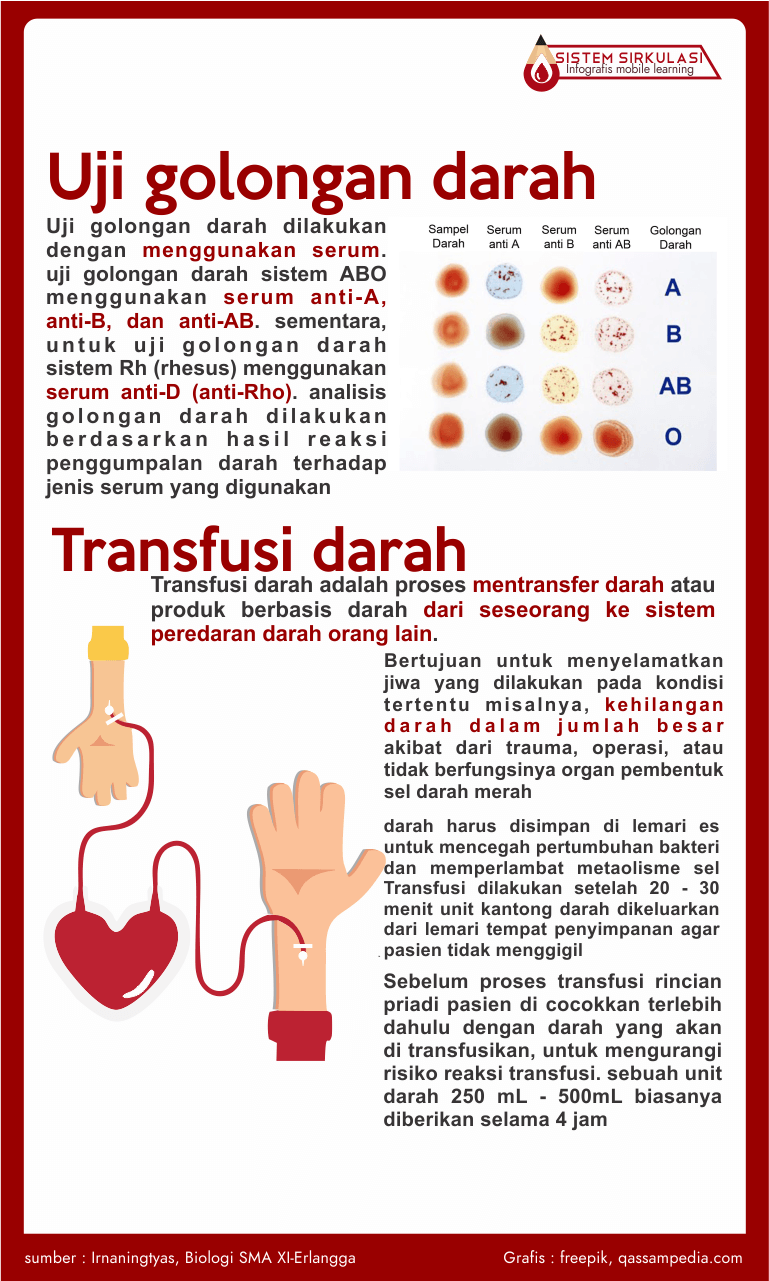 SISTEM SIRKULASI
Infografis mobile learning
Uji golongan darah
Uji golongan darah dilakukan
dengan menggunakan serum.
uji golongan darah sistem ABO
menggunakan serum anti-A,
anti-B, dan anti-AB. sementara,
untuk uji golongan darah
sistem Rh (rhesus) menggunakan
serum anti-D (anti-Rho). analisis
golongan darah dilakukan
berdasarkan hasil reaksi
penggumpalan darah terhadap
jenis serum yang digunakan
Sampel Darah Serum anti A Serum anti B Serum anti AB Golongan Darah
A
B
AB
O
Transfusi darah
Transfusi darah adalah proses mentransfer darah atau
produk berbasis darah dari seseorang ke sistem
peredaran darah orang lain.
Bertujuan untuk menyelamatkan
jiwa yang dilakukan pada kondisi
tertentu misalnya, kehilangan
darah dalam jumlah besar
akibat dari trauma, operasi, atau
tidak berfungsinya organ pembentuk
sel darah merah
darah harus disimpan di lemari es
untuk mencegah pertumbuhan bakteri
dan memperlambat metaolisme sel
Transfusi dilakukan setelah 20 - 30
menit unit kantong darah dikeluarkan
dari lemari tempat penyimpanan agar
pasien tidak menggigil
Sebelum proses transfusi rincian
priadi pasien di cocokkan terlebih
dahulu dengan darah yang akan
di transfusikan, untuk mengurangi
risiko reaksi transfusi. sebuah unit
darah 250 mL - 500mL biasanya
diberikan selama 4 jam
sumber : Irnaningtyas, Biologi SMA XI-Erlangga
Grafis : freepik, qassampedia.com